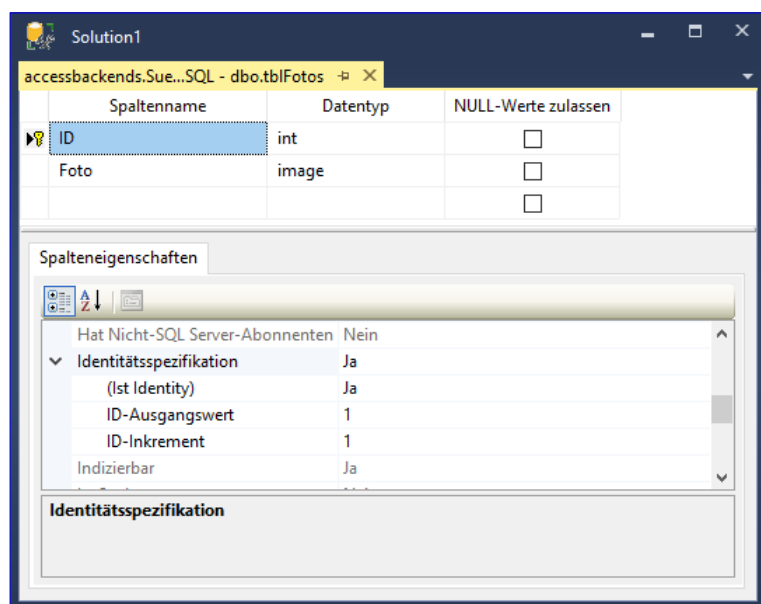 Solution1
accessbackends.Sue...SQL - dbo.tblFotos
Spaltenname Datentyp NULL-Werte zulassen
ID int
Foto image
Spalteneigenschaften
Hat Nicht-SQL Server-Abonnenten Nein
Identitätsspezifikation Ja
(Ist Identity) Ja
ID-Ausgangswert 1
ID-Inkrement 1
Indizierbar Ja
Identitätsspezifikation